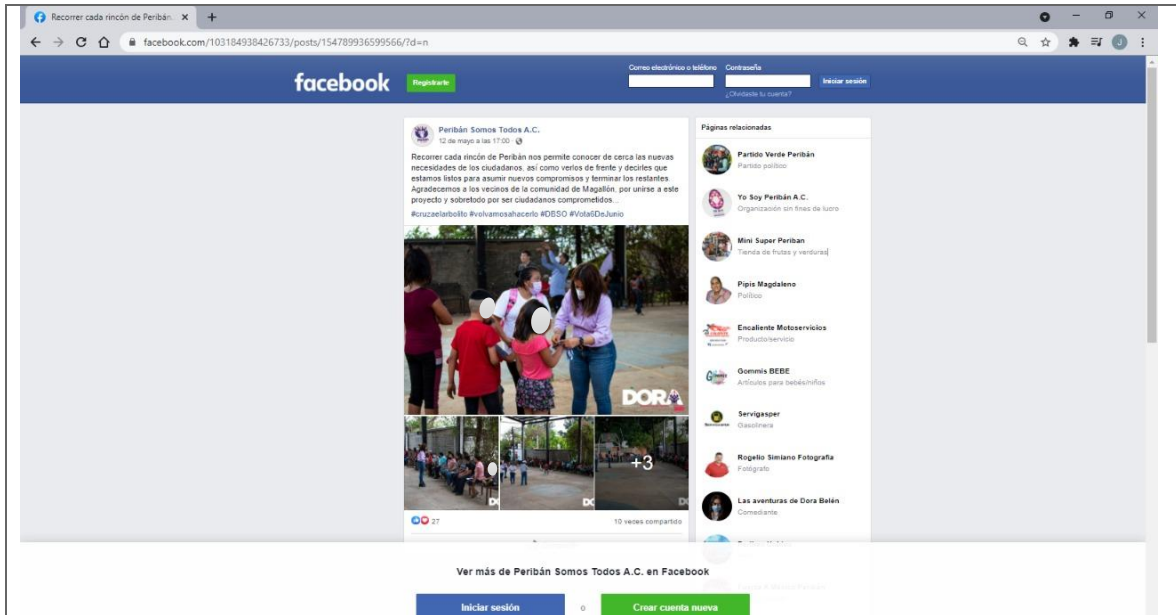 Recorrer cada rincón de Peribán.
facebook.com/103184938426733/posts/154789936599566/?d=n
J
facebook
Registrarte
Correo electrónico o teléfono
Contraseña
Iniciar sesión
¿Olvidaste tu cuenta?
Peribán Somos Todos A.C.
12 de mayo a las 17:00 ·
Recorrer cada rincón de Peribán nos permite conocer de cerca las nuevas
necesidades de los ciudadanos, así como verlos de frente y decirles que
estamos listos para asumir nuevos compromisos y terminar los restantes.
Agradecemos a los vecinos de la comunidad de Magallón, por unirse a este
proyecto y sobretodo por ser ciudadanos comprometidos...
#cruzaelarbolito #volvamosahacerlo #DBSO #Vota6DeJunio
DORA
DO
DO
+3
DO
27
10 veces compartido
Páginas relacionadas
Partido Verde Peribán
Partido político
Yo Soy Peribán A.C.
Organización sin fines de lucro
Mini Super Periban
Tienda de frutas y verduras
Pipis Magdaleno
Político
Encaliente Motoservicios
Producto/servicio
Gommis BEBE
Artículos para bebés/niños
Servigasper
Gasolinera
Rogelio Simiano Fotografia
Fotógrafo
Las aventuras de Dora Belén
Comediante
Ver más de Peribán Somos Todos A.C. en Facebook
Iniciar sesión
o
Crear cuenta nueva